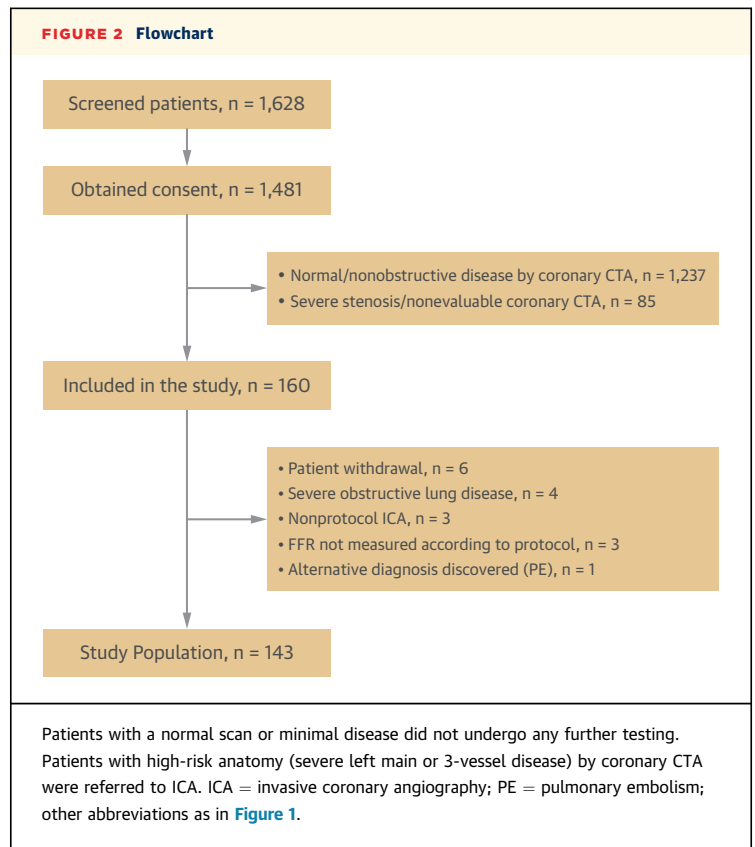 FIGURE 2 Flowchart
Screened patients, n = 1,628
Obtained consent, n = 1,481
• Normal/nonobstructive disease by coronary CTA, n = 1,237
• Severe stenosis/nonevaluable coronary CTA, n = 85
Included in the study, n = 160
• Patient withdrawal, n = 6
• Severe obstructive lung disease, n = 4
• Nonprotocol ICA, n = 3
• FFR not measured according to protocol, n = 3
• Alternative diagnosis discovered (PE), n = 1
Study Population, n = 143
Patients with a normal scan or minimal disease did not undergo any further testing.
Patients with high-risk anatomy (severe left main or 3-vessel disease) by coronary CTA
were referred to ICA. ICA = invasive coronary angiography; PE = pulmonary embolism;
other abbreviations as in Figure 1.